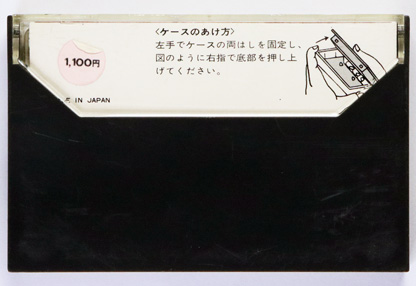 〈ケースのあけ方〉
左手でケースの両はしを固定し、
図のように右指で底部を押し上
げてください。
1,100円
IN JAPAN